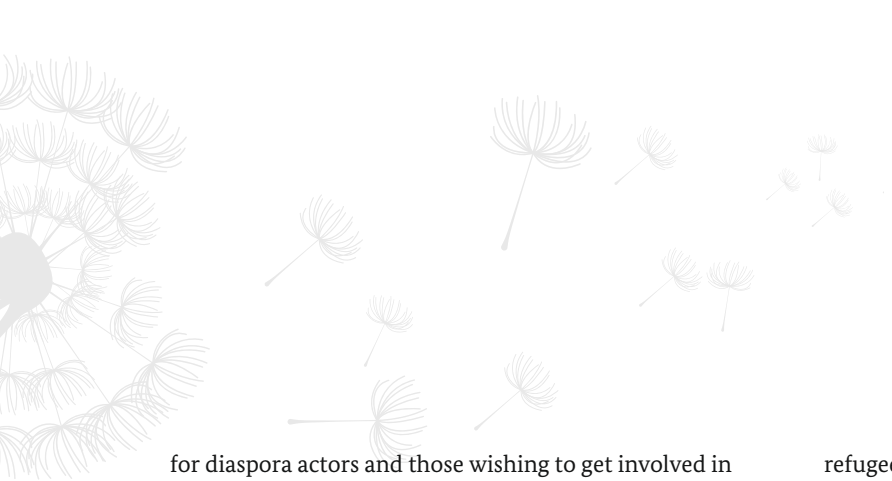 for diaspora actors and those wishing to get involved in